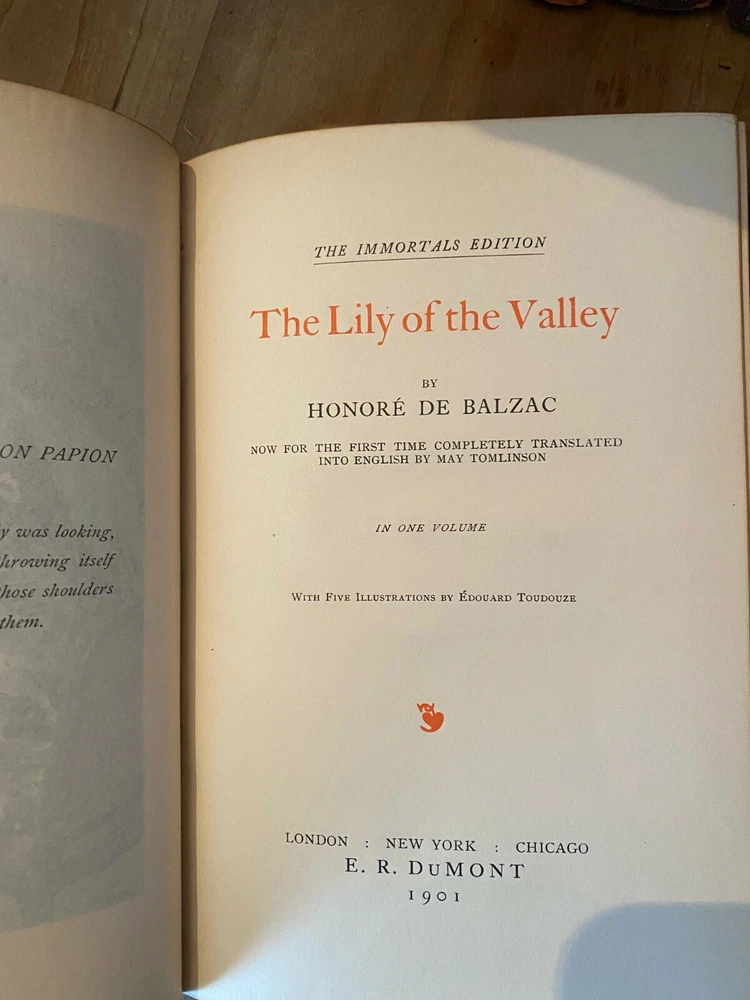 ON PAPION
was looking,
throwing itself
those shoulders
them.
THE IMMORTALS EDITION
The Lily of the Valley
BY
HONORÉ DE BALZAC
NOW FOR THE FIRST TIME COMPLETELY TRANSLATED
INTO ENGLISH BY MAY TOMLINSON
IN ONE VOLUME
WITH FIVE ILLUSTRATIONS BY ÉDOUARD TOUDOUZE
LONDON : NEW YORK : CHICAGO
E. R. DuMONT
1901